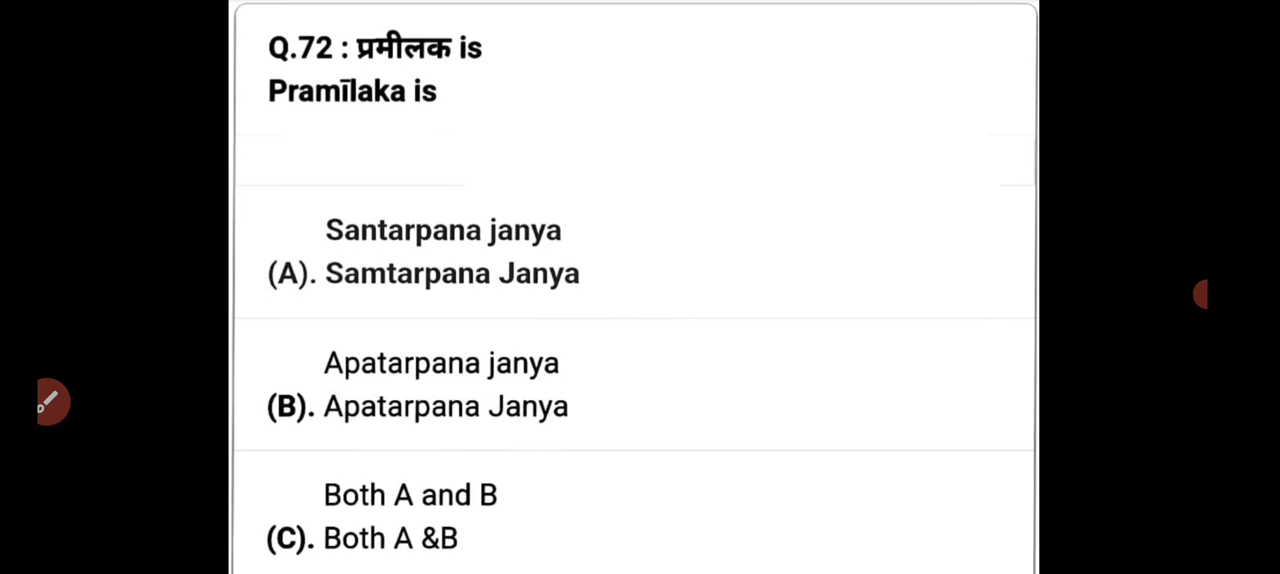 Q.72 : प्रमीलक is
Pramīlaka is
Santarpana janya
(A). Samtarpana Janya
Apatarpana janya
(B). Apatarpana Janya
Both A and B
(C). Both A &B